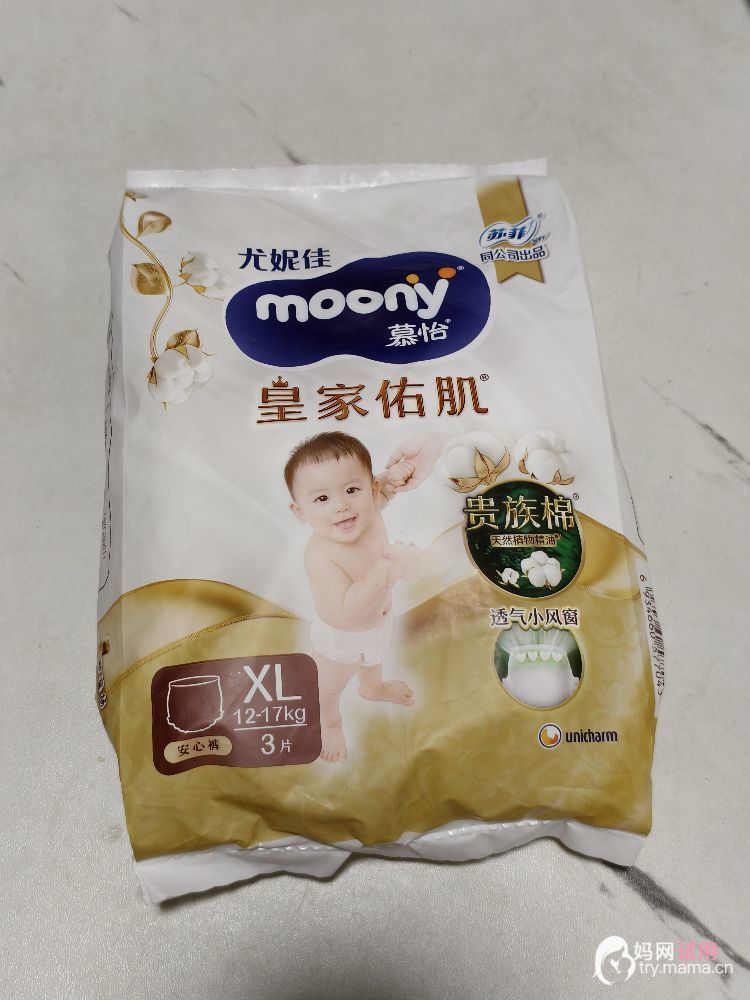 苏菲
Sofy
同公司出品
尤妮佳
moony
慕怡
皇家佑肌
贵族棉
天然植物精油
透气小风窗
XL
12-17kg
3片
安心裤
unicharm
妈网试用
try.mama.cn